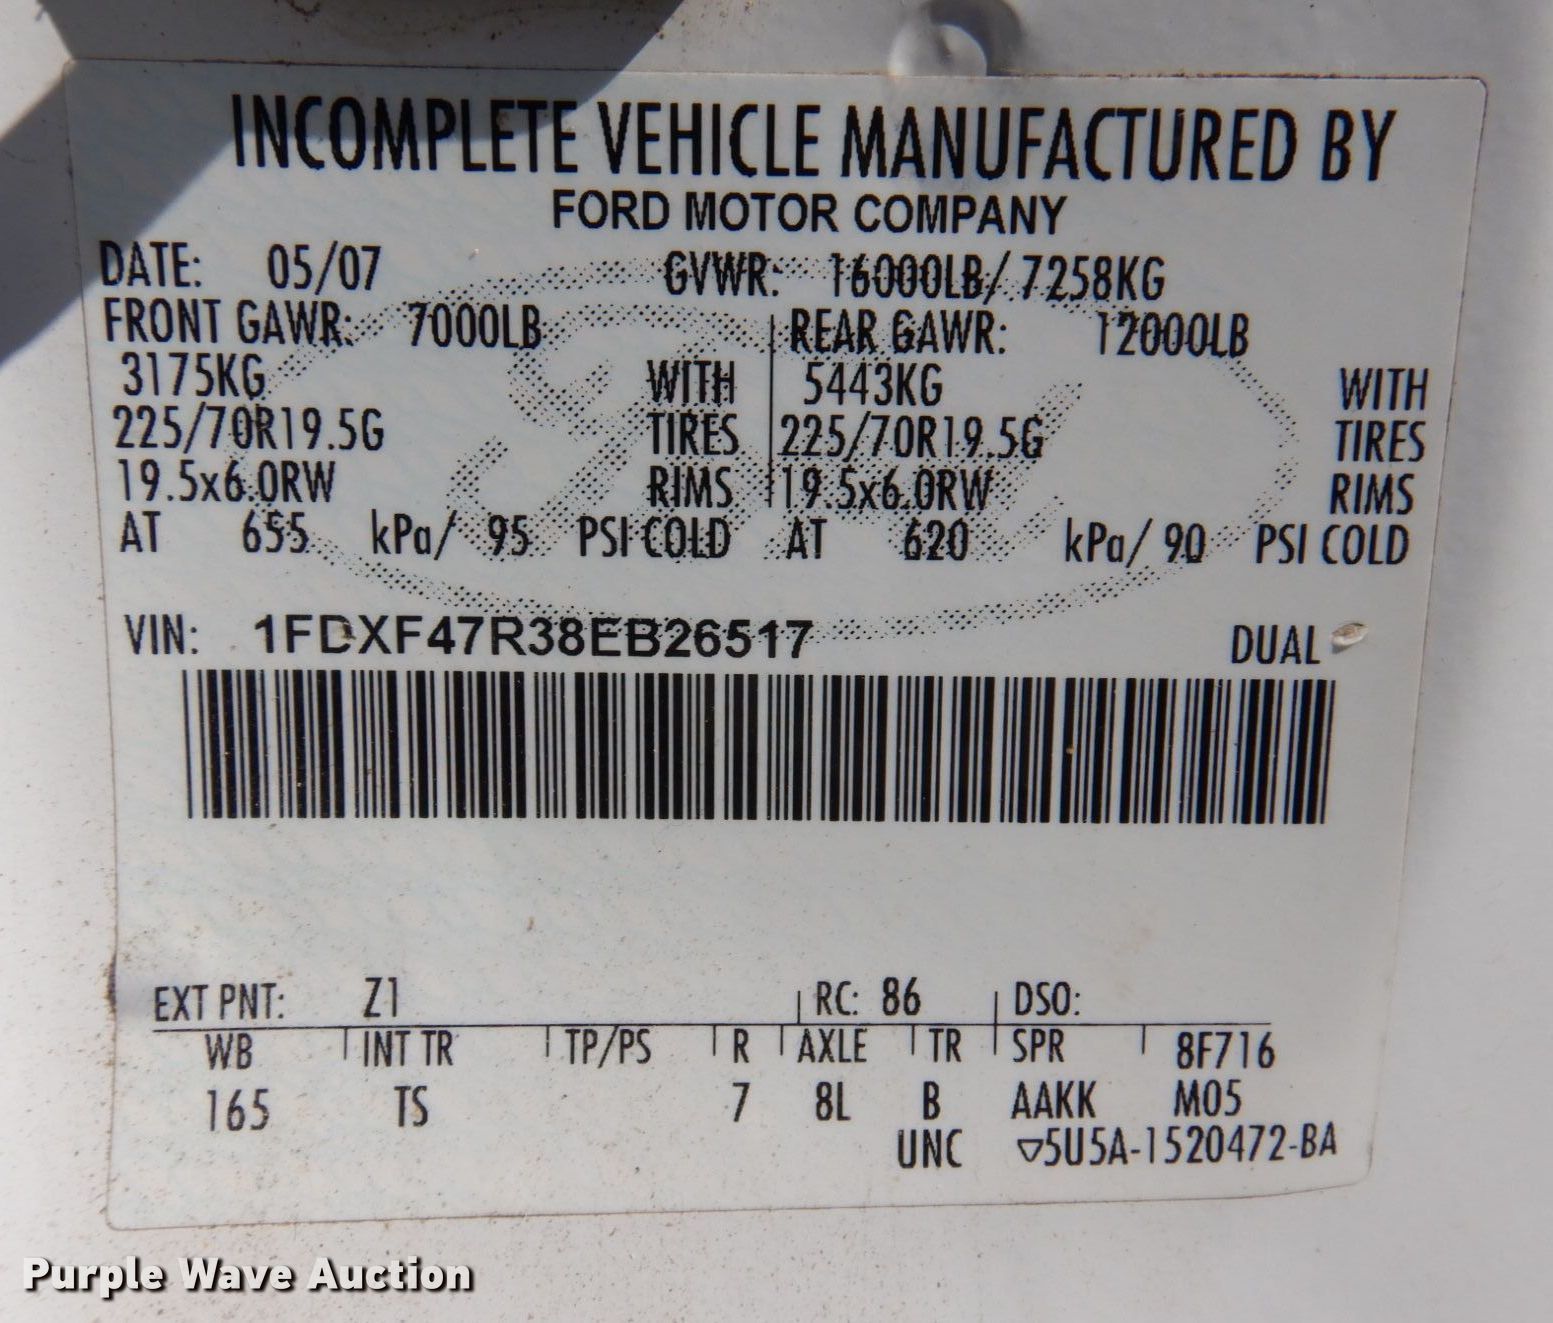 INCOMPLETE VEHICLE MANUFACTURED BY
FORD MOTOR COMPANY
DATE: 05/07 GVWR: 16000LB/ 7258KG
FRONT GAWR: 7000LB REAR GAWR: 12000LB
3175KG WITH 5443KG WITH
225/70R19.5G TIRES 225/70R19.5G TIRES
19.5x6.0RW RIMS 19.5x6.0RW RIMS
AT 655 kPa/ 95 PSI COLD AT 620 kPa/ 90 PSI COLD
VIN: 1FDXF47R38EB26517 DUAL
EXT PNT: Z1 RC: 86 DSO:
WB INT TR TP/PS R AXLE TR SPR 8F716
165 TS 7 8L B AAKK M05
UNC ▽5U5A-1520472-BA
Purple Wave Auction